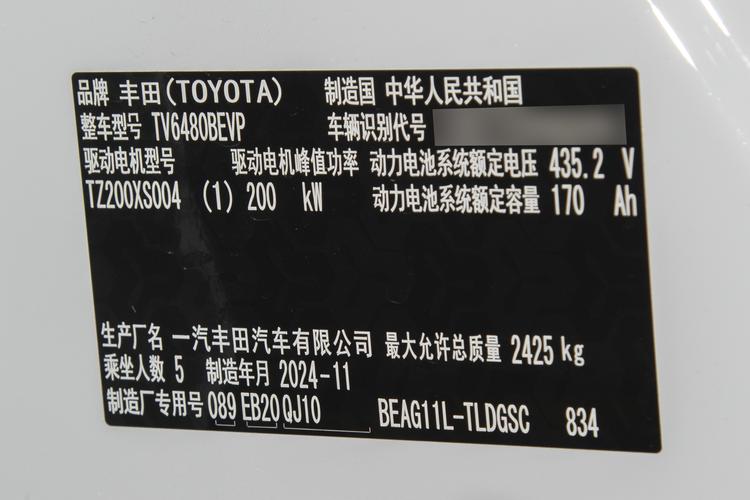 品牌 丰田(TOYOTA) 制造国 中华人民共和国
整车型号 TV6480BEVP 车辆识别代号
驱动电机型号 驱动电机峰值功率 动力电池系统额定电压 435.2 V
TZ200XS004 (1) 200 kW 动力电池系统额定容量 170 Ah
生产厂名 一汽丰田汽车有限公司 最大允许总质量 2425 kg
乘坐人数 5 制造年月 2024-11
制造厂专用号 089 EB20 QJ10 BEAG11L-TLDGSC 834